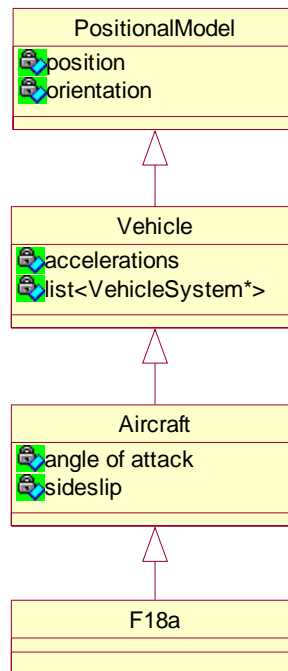 PositionalModel
position
orientation
Vehicle
accelerations
list<VehicleSystem*>
Aircraft
angle of attack
sideslip
F18a